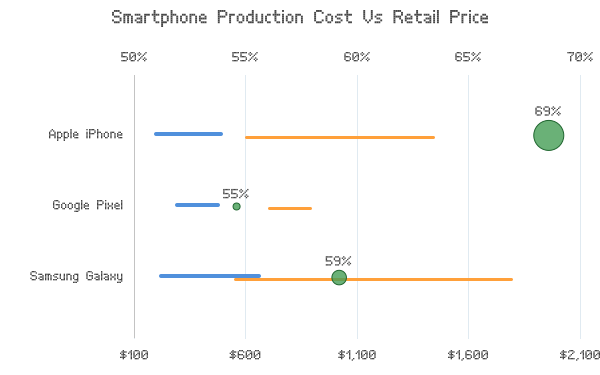 Smartphone Production Cost Vs Retail Price
50% 55% 60% 65% 70%
69%
Apple iPhone
55%
Google Pixel
59%
Samsung Galaxy
$100 $600 $1,100 $1,600 $2,100